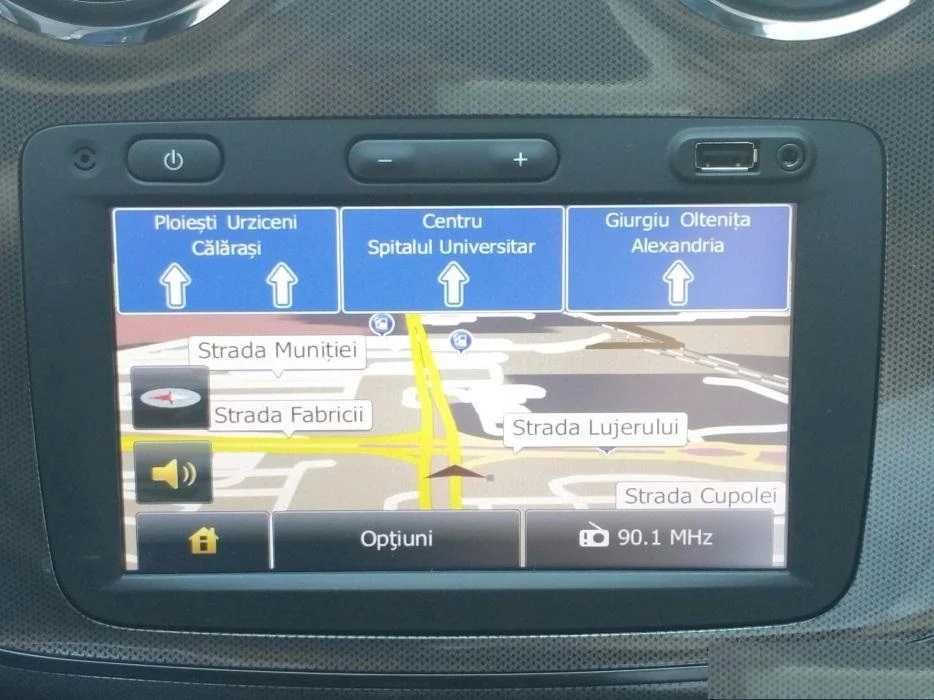 − +
Ploiești Urziceni
Călărași
Centru
Spitalul Universitar
Giurgiu Oltenița
Alexandria
Strada Muniției
Strada Fabricii
Strada Lujerului
Strada Cupolei
Opţiuni
90.1 MHz